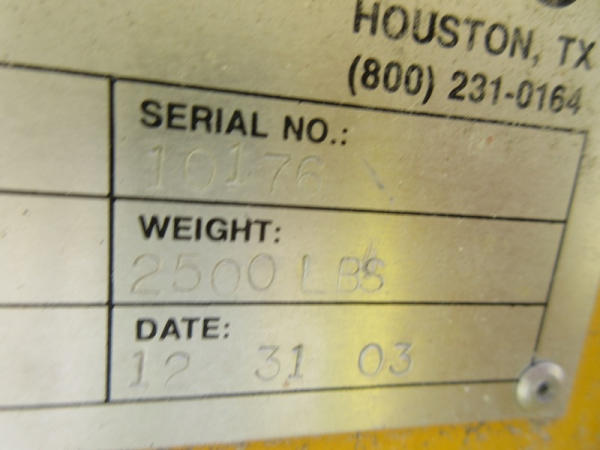 HOUSTON, TX
(800) 231-0164
SERIAL NO.:
10176
WEIGHT:
2500 LBS
DATE:
12 31 03